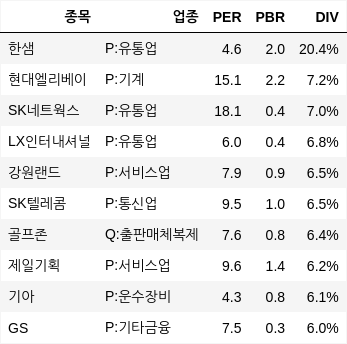 종목 업종 PER PBR DIV
한샘 P:유통업 4.6 2.0 20.4%
현대엘리베이 P:기계 15.1 2.2 7.2%
SK네트웍스 P:유통업 18.1 0.4 7.0%
LX인터내셔널 P:유통업 6.0 0.4 6.8%
강원랜드 P:서비스업 7.9 0.9 6.5%
SK텔레콤 P:통신업 9.5 1.0 6.5%
골프존 Q:출판매체복제 7.6 0.8 6.4%
제일기획 P:서비스업 9.6 1.4 6.2%
기아 P:운수장비 4.3 0.8 6.1%
GS P:기타금융 7.5 0.3 6.0%